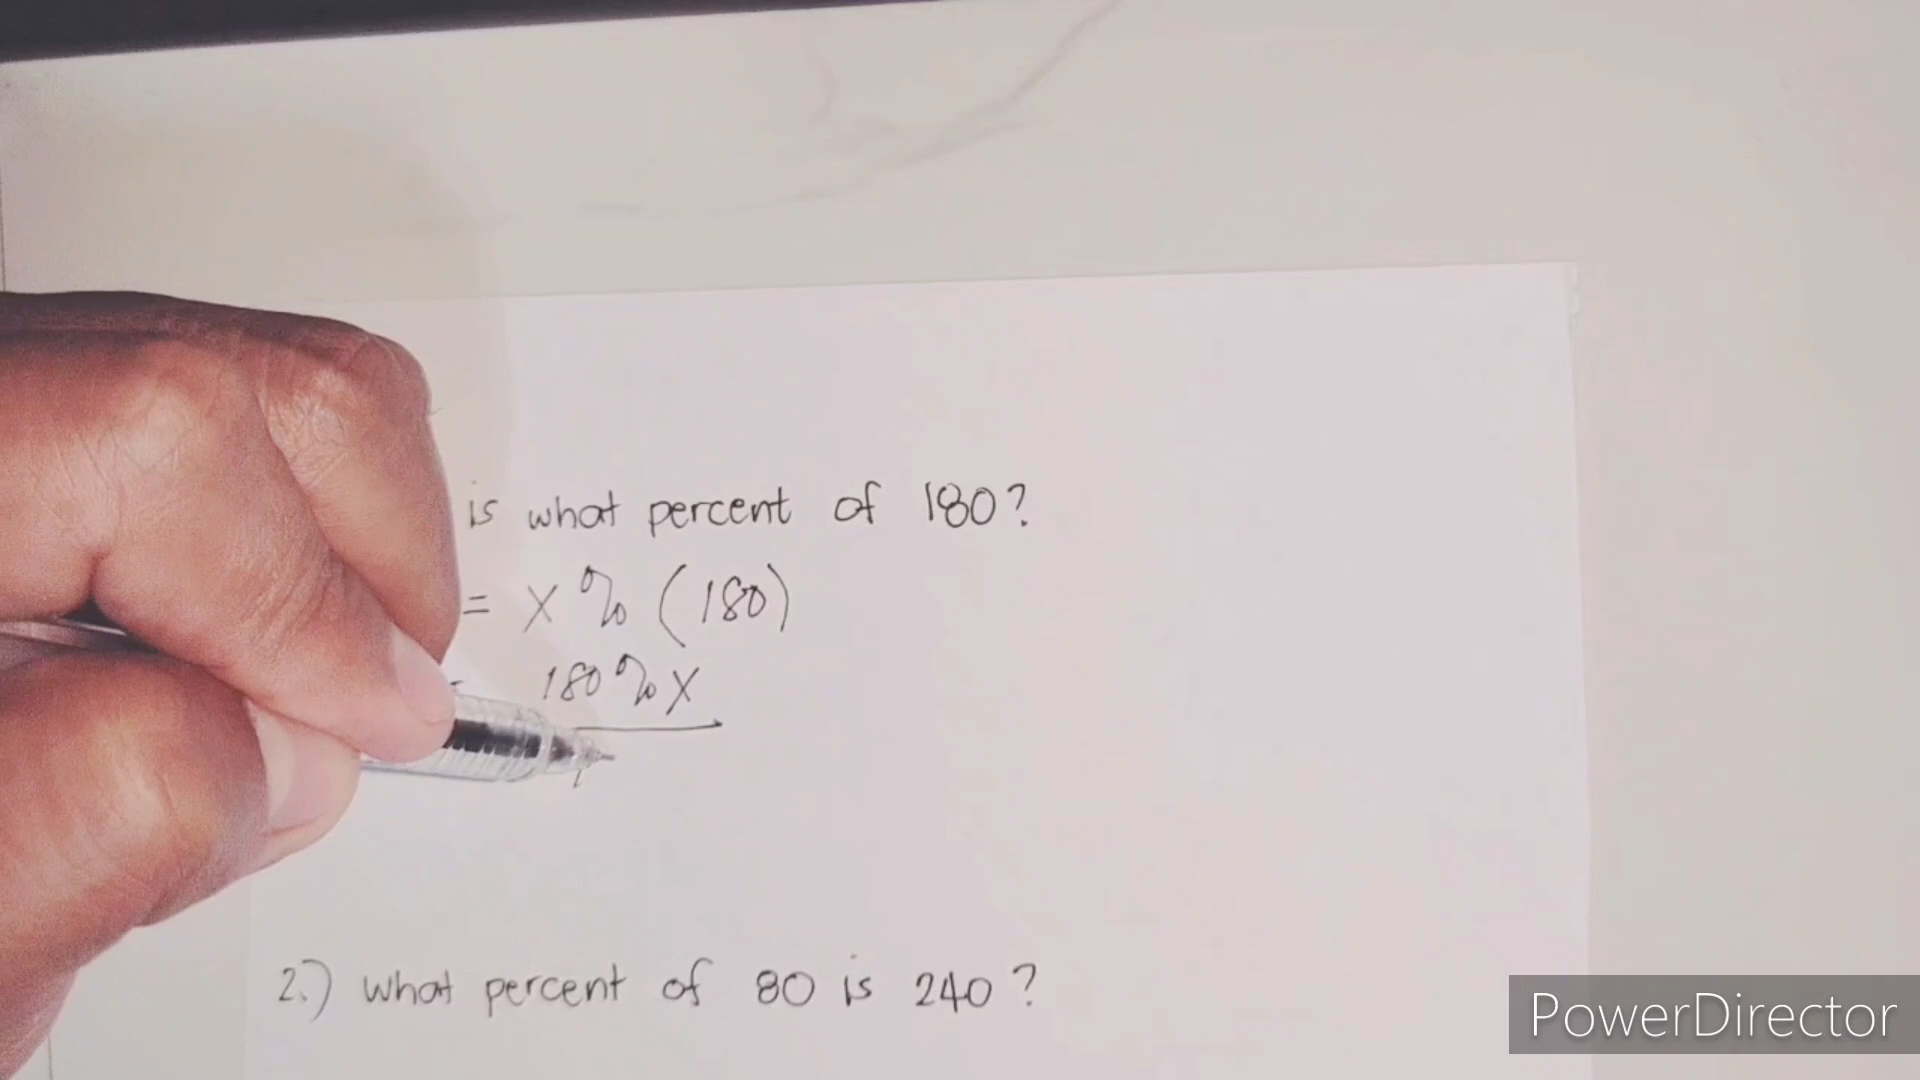 is what percent of 180?
= X % (180)
= 180 % X
2.) What percent of 80 is 240?
PowerDirector